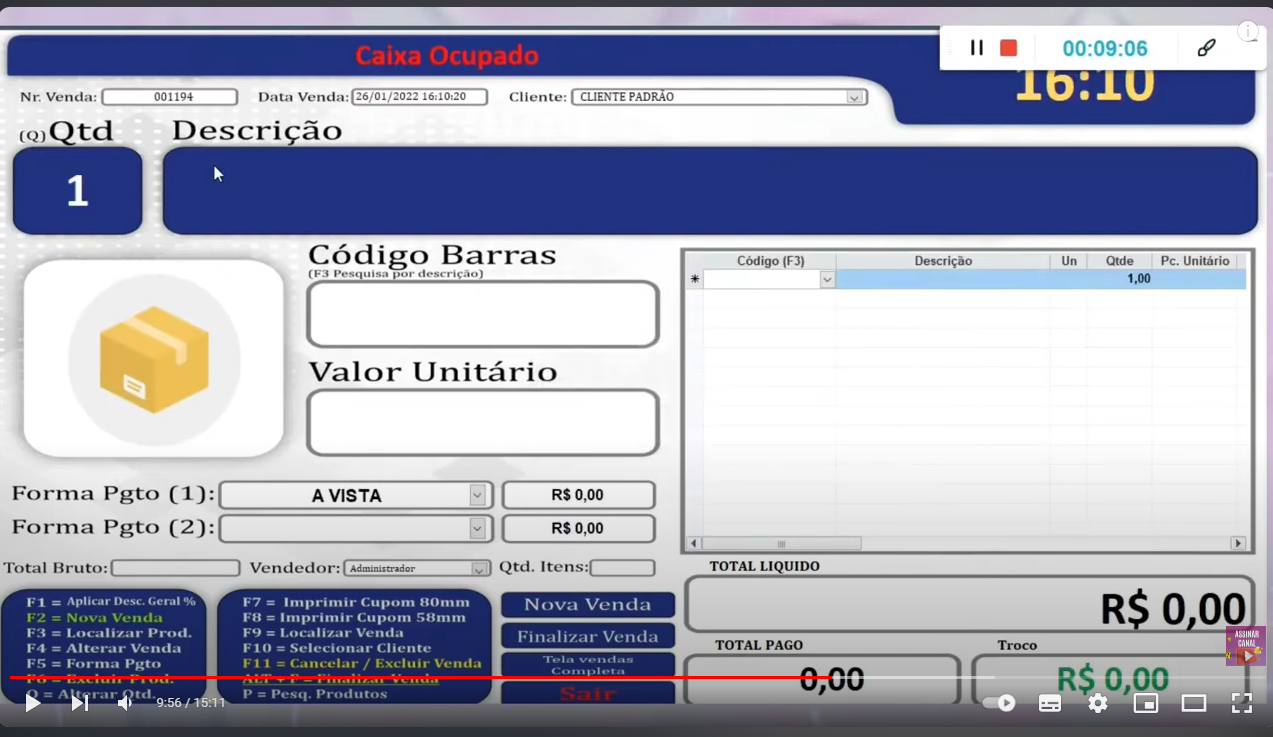 Caixa Ocupado
00:09:06
16:10
Nr. Venda: 001194 Data Venda: 26/01/2022 16:10:20 Cliente: CLIENTE PADRÃO
(Q) Qtd Descrição
1
Código Barras
(F3 Pesquisa por descrição)
Valor Unitário
Código (F3) Descrição Un Qtde Pc. Unitário
1,00
Forma Pgto (1): A VISTA R$ 0,00
Forma Pgto (2): R$ 0,00
Total Bruto: Vendedor: Administrador Qtd. Itens:
TOTAL LIQUIDO
R$ 0,00
F1 = Aplicar Desc. Geral %
F2 = Nova Venda
F3 = Localizar Prod.
F4 = Alterar Venda
F5 = Forma Pgto
F6 = Excluir Prod.
Q = Alterar Qtd.
F7 = Imprimir Cupom 80mm
F8 = Imprimir Cupom 58mm
F9 = Localizar Venda
F10 = Selecionar Cliente
F11 = Cancelar / Excluir Venda
ALT + F = Finalizar Venda
P = Pesq. Produtos
Nova Venda
Finalizar Venda
Tela vendas
Completa
Sair
TOTAL PAGO
0,00
Troco
R$ 0,00
ASSINAR
CANAL
9:56 / 15:11